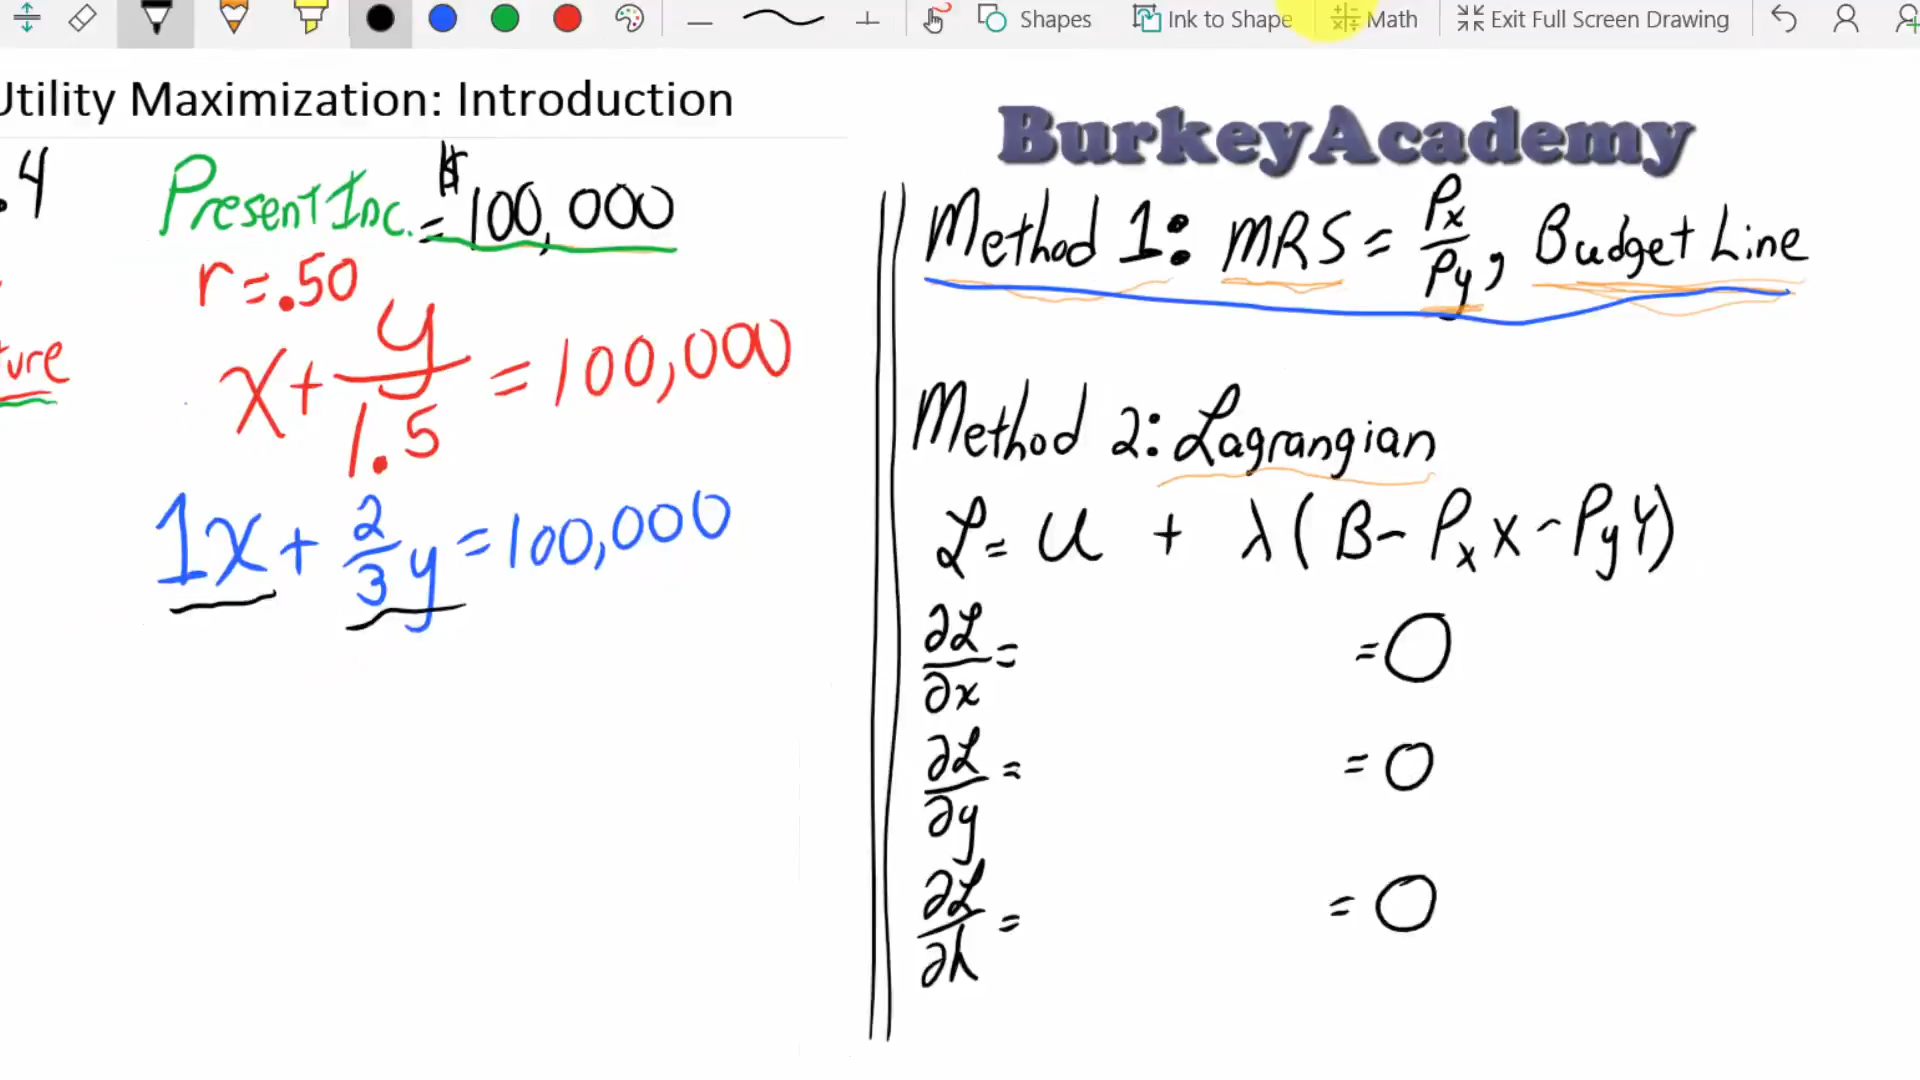 Shapes Ink to Shape Math Exit Full Screen Drawing
Utility Maximization: Introduction
BurkeyAcademy
.4
Present Inc. = $100,000
r = .50
ture
x + y/1.5 = 100,000
1x + 2/3 y = 100,000
Method 1: MRS = Px/Py, Budget Line
Method 2: Lagrangian
ℒ = U + λ(B - Pxx - PyY)
∂ℒ/∂x = = 0
∂ℒ/∂y = = 0
∂ℒ/∂λ = = 0